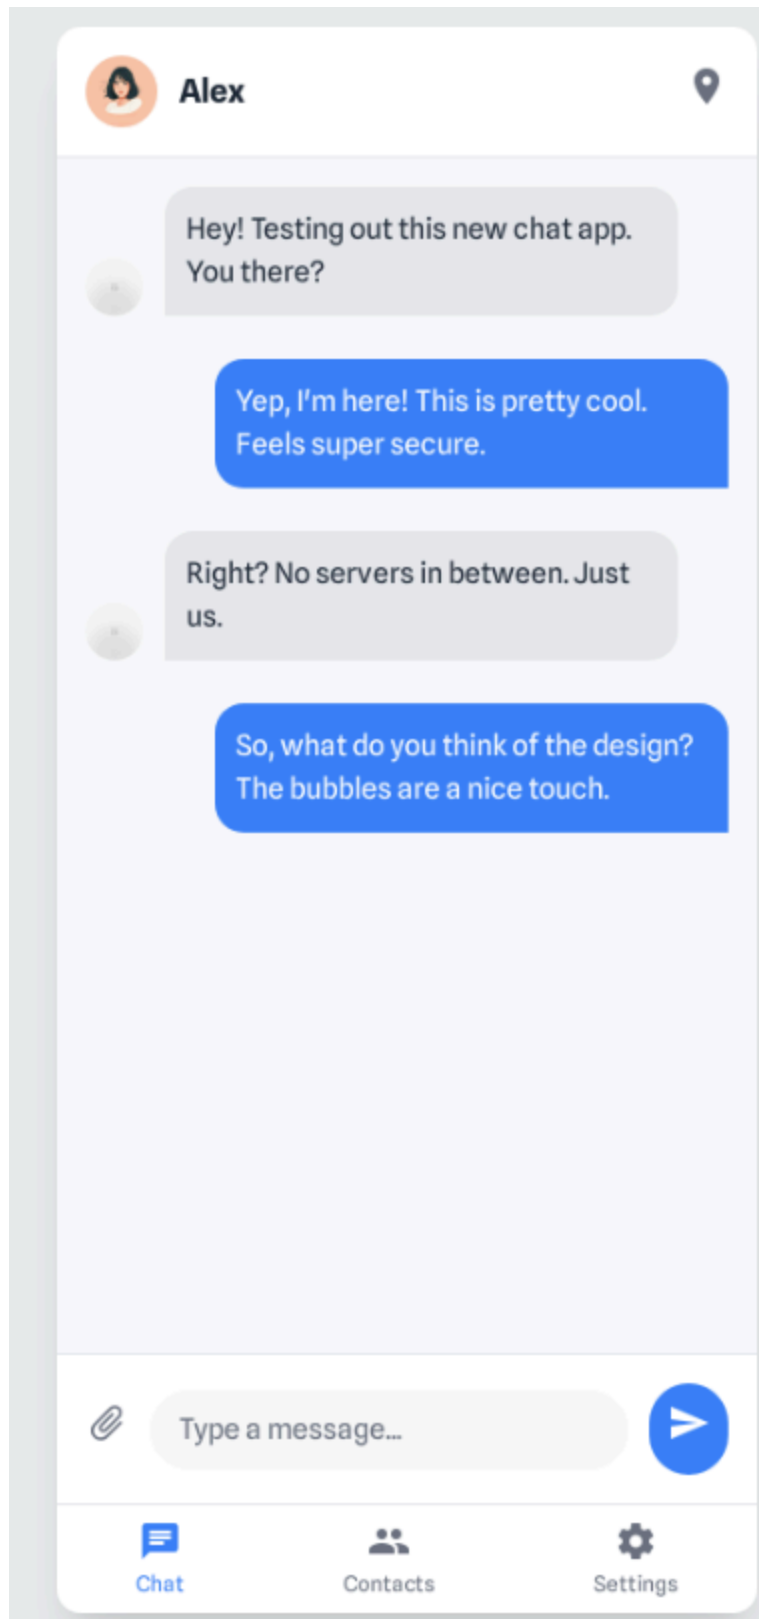 Alex
Hey! Testing out this new chat app.
You there?
Yep, I'm here! This is pretty cool.
Feels super secure.
Right? No servers in between. Just
us.
So, what do you think of the design?
The bubbles are a nice touch.
Type a message...
Chat
Contacts
Settings